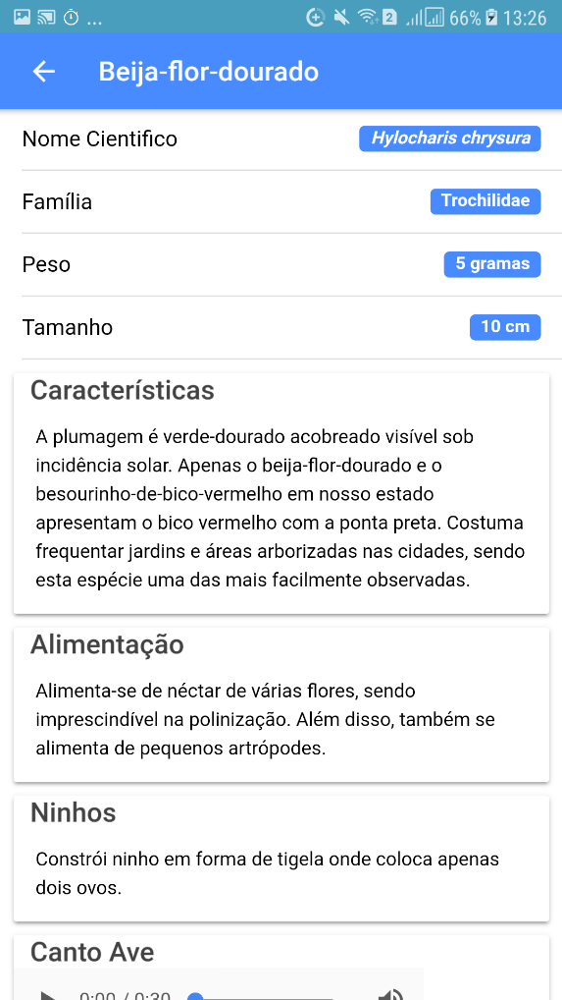 ... 2 66% 13:26
Beija-flor-dourado
Nome Cientifico Hylocharis chrysura
Família Trochilidae
Peso 5 gramas
Tamanho 10 cm
Características
A plumagem é verde-dourado acobreado visível sob
incidência solar. Apenas o beija-flor-dourado e o
besourinho-de-bico-vermelho em nosso estado
apresentam o bico vermelho com a ponta preta. Costuma
frequentar jardins e áreas arborizadas nas cidades, sendo
esta espécie uma das mais facilmente observadas.
Alimentação
Alimenta-se de néctar de várias flores, sendo
imprescindível na polinização. Além disso, também se
alimenta de pequenos artrópodes.
Ninhos
Constrói ninho em forma de tigela onde coloca apenas
dois ovos.
Canto Ave
0:00 / 0:30